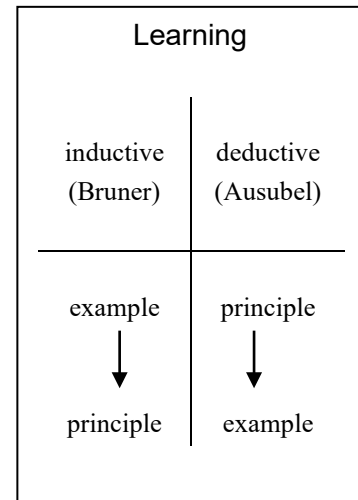 Learning
inductive deductive
(Bruner) (Ausubel)
example principle
principle example